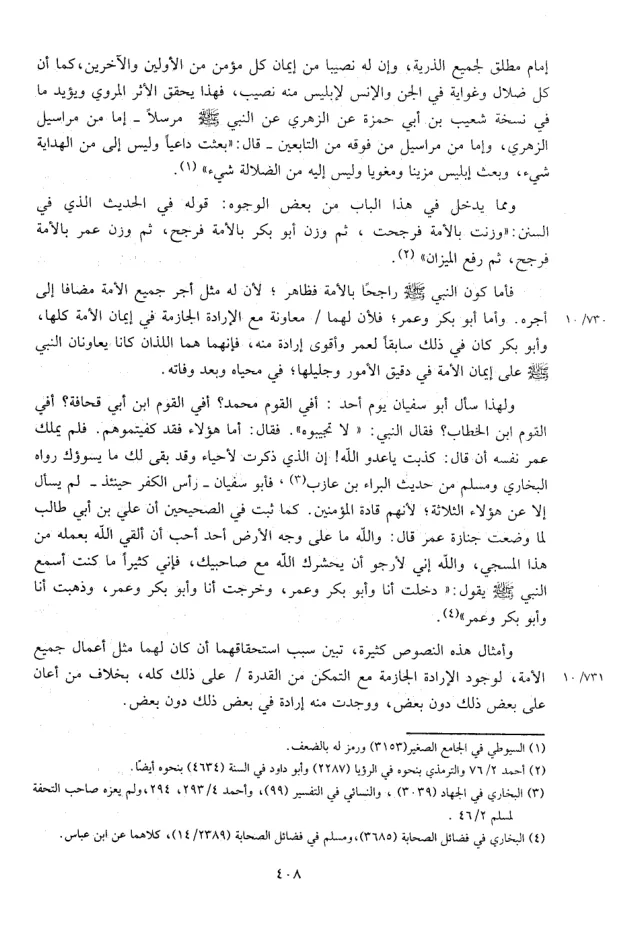 إمام مطلق لجميع الذرية، وإن له نصيبا من إيمان كل مؤمن من الأولين والآخرين، كما أن
كل ضلال وغواية في الجن والإنس لإبليس منه نصيب، فهذا يحقق الأثر المروي ويؤيد ما
في نسخة شعيب بن أبي حمزة عن الزهري عن النبي ﷺ مرسلاً ـ إما من مراسيل
الزهري، وإما من مراسيل من فوقه من التابعين ـ قال: «بعثت داعياً وليس إلى من الهداية
شيء، وبعث إبليس مزينا ومغويا وليس إليه من الضلالة شيء» (١).
ومما يدخل في هذا الباب من بعض الوجوه: قوله في الحديث الذي في
السنن: «وزنت بالأمة فرجحت ، ثم وزن أبو بكر بالأمة فرجح، ثم وزن عمر بالأمة
فرجح، ثم رفع الميزان» (٢).
فأما كون النبي ﷺ راجحًا بالأمة فظاهر ؛ لأن له مثل أجر جميع الأمة مضافا إلى
١٠/٧٣٠ أجره. وأما أبو بكر وعمر؛ فلأن لهما / معاونة مع الإرادة الجازمة في إيمان الأمة كلها،
وأبو بكر كان في ذلك سابقاً لعمر وأقوى إرادة منه، فإنهما هما اللذان كانا يعاونان النبي
ﷺ على إيمان الأمة في دقيق الأمور وجليلها؛ في محياه وبعد وفاته.
ولهذا سأل أبو سفيان يوم أحد : أفي القوم محمد؟ أفي القوم ابن أبي قحافة؟ أفي
القوم ابن الخطاب؟ فقال النبي: « لا تجيبوه». فقال: أما هؤلاء فقد كفيتموهم. فلم يملك
عمر نفسه أن قال: كذبت ياعدو الله! إن الذي ذكرت لأحياء وقد بقى لك ما يسوؤك رواه
البخاري ومسلم من حديث البراء بن عازب(٣)، فأبو سفيان ـ رأس الكفر حينئذ ـ لم يسأل
إلا عن هؤلاء الثلاثة؛ لأنهم قادة المؤمنين. كما ثبت في الصحيحين أن علي بن أبي طالب
لما وضعت جنازة عمر قال: والله ما على وجه الأرض أحد أحب أن ألقي الله بعمله من
هذا المسجي، والله إني لأرجو أن يحشرك الله مع صاحبيك، فإني كثيراً ما كنت أسمع
النبي ﷺ يقول: « دخلت أنا وأبو بكر وعمر، وخرجت أنا وأبو بكر وعمر، وذهبت أنا
وأبو بكر وعمر»(٤).
وأمثال هذه النصوص كثيرة، تبين سبب استحقاقهما أن كان لهما مثل أعمال جميع
١٠/٧٣١ الأمة، لوجود الإرادة الجازمة مع التمكن من القدرة / على ذلك كله، بخلاف من أعان
على بعض ذلك دون بعض، ووجدت منه إرادة في بعض ذلك دون بعض.
(١) السيوطي في الجامع الصغير(٣١٥٣) ورمز له بالضعف.
(٢) أحمد ٧٦/٢ والترمذي بنحوه في الرؤيا (٢٢٨٧) وأبو داود في السنة (٤٦٣٤) بنحوه أيضًا.
(٣) البخاري في الجهاد (٣٠٣٩) ، والنسائي في التفسير (٩٩)، وأحمد ٢٩٣/٤، ٢٩٤، ولم يعزه صاحب التحفة
لمسلم ٤٦/٢ .
(٤) البخاري في فضائل الصحابة (٣٦٨٥)، ومسلم في فضائل الصحابة (١٤/٢٣٨٩)، كلاهما عن ابن عباس.
٤٠٨